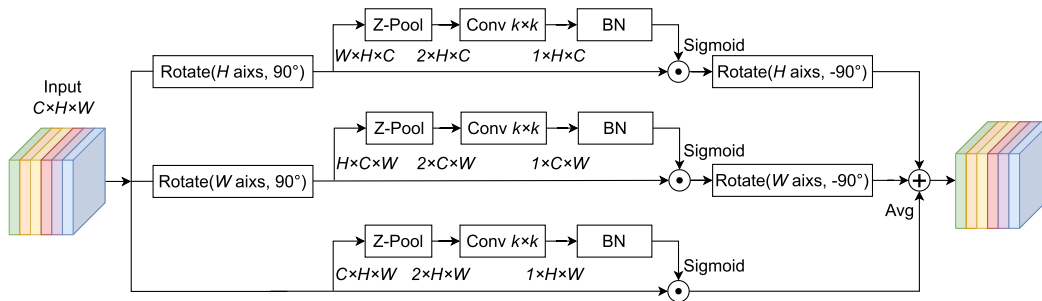 Z-Pool
Conv k×k
BN
Sigmoid
W×H×C
2×H×C
1×H×C
Rotate(H aixs, 90°)
Rotate(H aixs, -90°)
Input
C×H×W
Z-Pool
Conv k×k
BN
Sigmoid
H×C×W
2×C×W
1×C×W
Rotate(W aixs, 90°)
Rotate(W aixs, -90°)
Avg
Z-Pool
Conv k×k
BN
Sigmoid
C×H×W
2×H×W
1×H×W